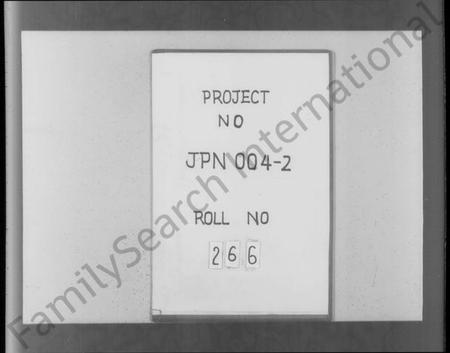 PROJECT
NO
JPN 004-2
ROLL NO
266
FamilySearch International